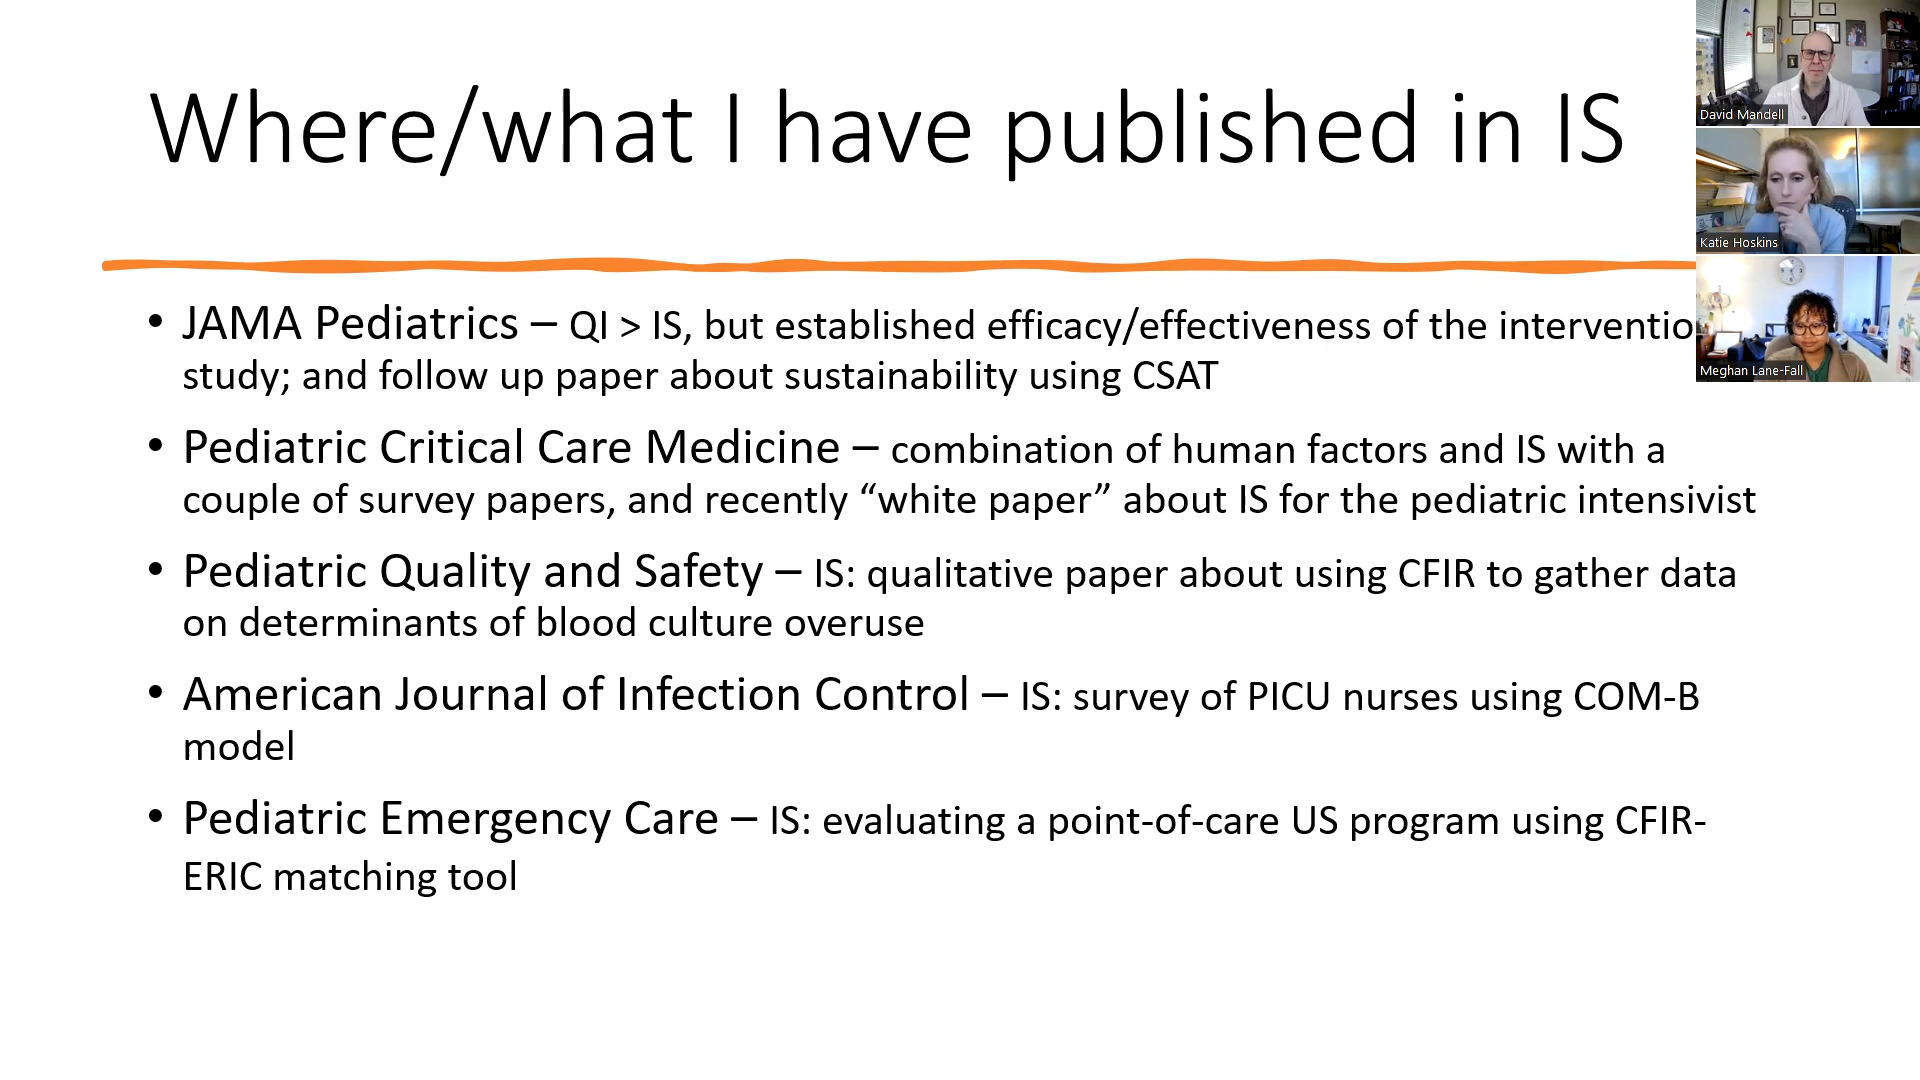 Where/what I have published in IS
• JAMA Pediatrics – QI > IS, but established efficacy/effectiveness of the
study; and follow up paper about sustainability using CSAT
• Pediatric Critical Care Medicine – combination of human factors and IS with a
couple of survey papers, and recently “white paper” about IS for the pediatric intensivist
• Pediatric Quality and Safety – IS: qualitative paper about using CFIR to gather data
on determinants of blood culture overuse
• American Journal of Infection Control – IS: survey of PICU nurses using COM-B
model
• Pediatric Emergency Care – IS: evaluating a point-of-care US program using CFIR-
ERIC matching tool
David Mandell
Katie Hoskins
Meghan Lane-Fall